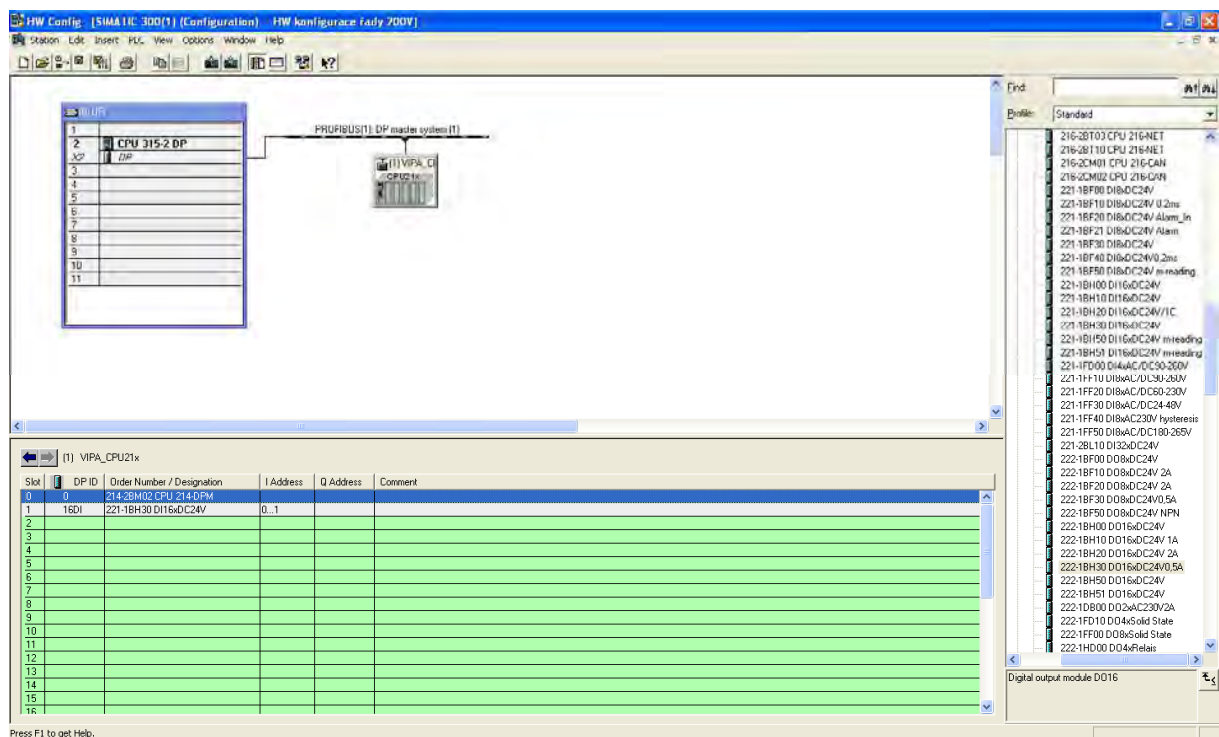 HW Config - [SIMATIC 300(1) (Configuration) -- HW konfigurace řady 200V]
Station Edit Insert PLC View Options Window Help
(0) UR
1
2 CPU 315-2 DP
X2 DP
3
4
5
6
7
8
9
10
11
PROFIBUS(1): DP master system (1)
(1) VIPA_CI
CPU21x
Find:
Profile: Standard
216-2BT03 CPU 216-NET
216-2BT10 CPU 216-NET
216-2CM01 CPU 216-CAN
216-2CM02 CPU 216-CAN
221-1BF00 DI8xDC24V
221-1BF10 DI8xDC24V 0.2ms
221-1BF20 DI8xDC24V Alarm_In
221-1BF21 DI8xDC24V Alarm
221-1BF30 DI8xDC24V
221-1BF40 DI8xDC24V0,2ms
221-1BF50 DI8xDC24V m-reading
221-1BH00 DI16xDC24V
221-1BH10 DI16xDC24V
221-1BH20 DI16xDC24V/1C
221-1BH30 DI16xDC24V
221-1BH50 DI16xDC24V m-reading
221-1BH51 DI16xDC24V m-reading
221-1FD00 DI4xAC/DC90-260V
221-1FF10 DI8xAC/DC90-260V
221-1FF20 DI8xAC/DC60-230V
221-1FF30 DI8xAC/DC24-48V
221-1FF40 DI8xAC230V hysteresis
221-1FF50 DI8xAC/DC180-265V
221-2BL10 DI32xDC24V
222-1BF00 DO8xDC24V
222-1BF10 DO8xDC24V 2A
222-1BF20 DO8xDC24V 2A
222-1BF30 DO8xDC24V0,5A
222-1BF50 DO8xDC24V NPN
222-1BH00 DO16xDC24V
222-1BH10 DO16xDC24V 1A
222-1BH20 DO16xDC24V 2A
222-1BH30 DO16xDC24V0,5A
222-1BH50 DO16xDC24V
222-1BH51 DO16xDC24V
222-1DB00 DO2xAC230V2A
222-1FD10 DO4xSolid State
222-1FF00 DO8xSolid State
222-1HD00 DO4xRelais
Digital output module DO16
(1) VIPA_CPU21x
Slot DP ID Order Number / Designation I Address Q Address Comment
0 0 214-2BM02 CPU 214-DPM
1 16DI 221-1BH30 DI16xDC24V 0...1
2
3
4
5
6
7
8
9
10
11
12
13
14
15
16
Press F1 to get Help.